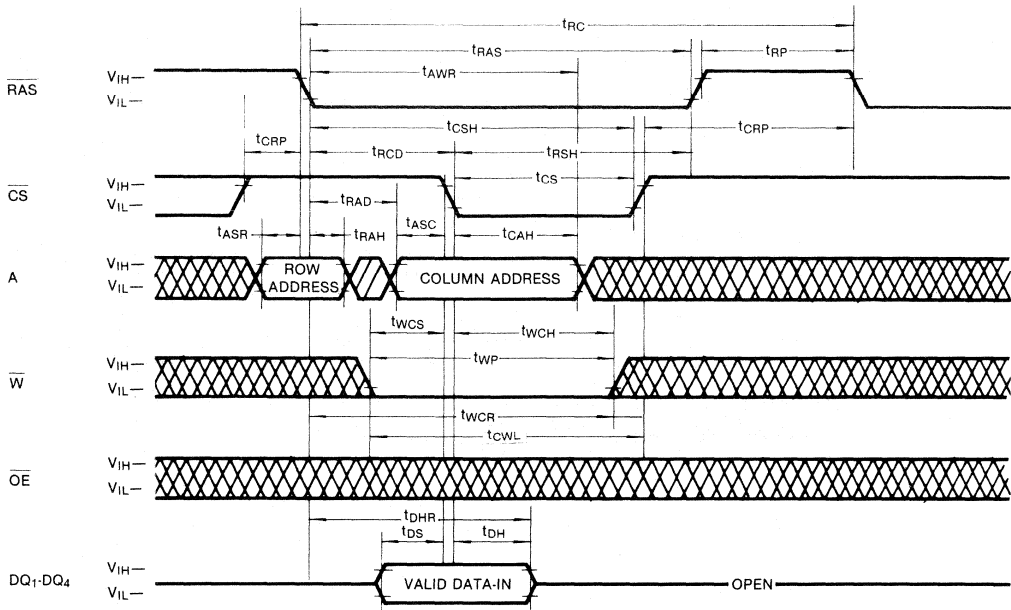 tRC
tRAS
tRP
tAWR
RAS
VIH
VIL
tCSH
tCRP
tCRP
tRCD
tRSH
CS
VIH
VIL
tCS
tRAD
tASC
tASR
tRAH
tCAH
A
VIH
VIL
ROW
ADDRESS
COLUMN ADDRESS
tWCS
tWCH
tWP
W
VIH
VIL
tWCR
tCWL
OE
VIH
VIL
tDHR
tDS
tDH
DQ1-DQ4
VIH
VIL
VALID DATA-IN
OPEN